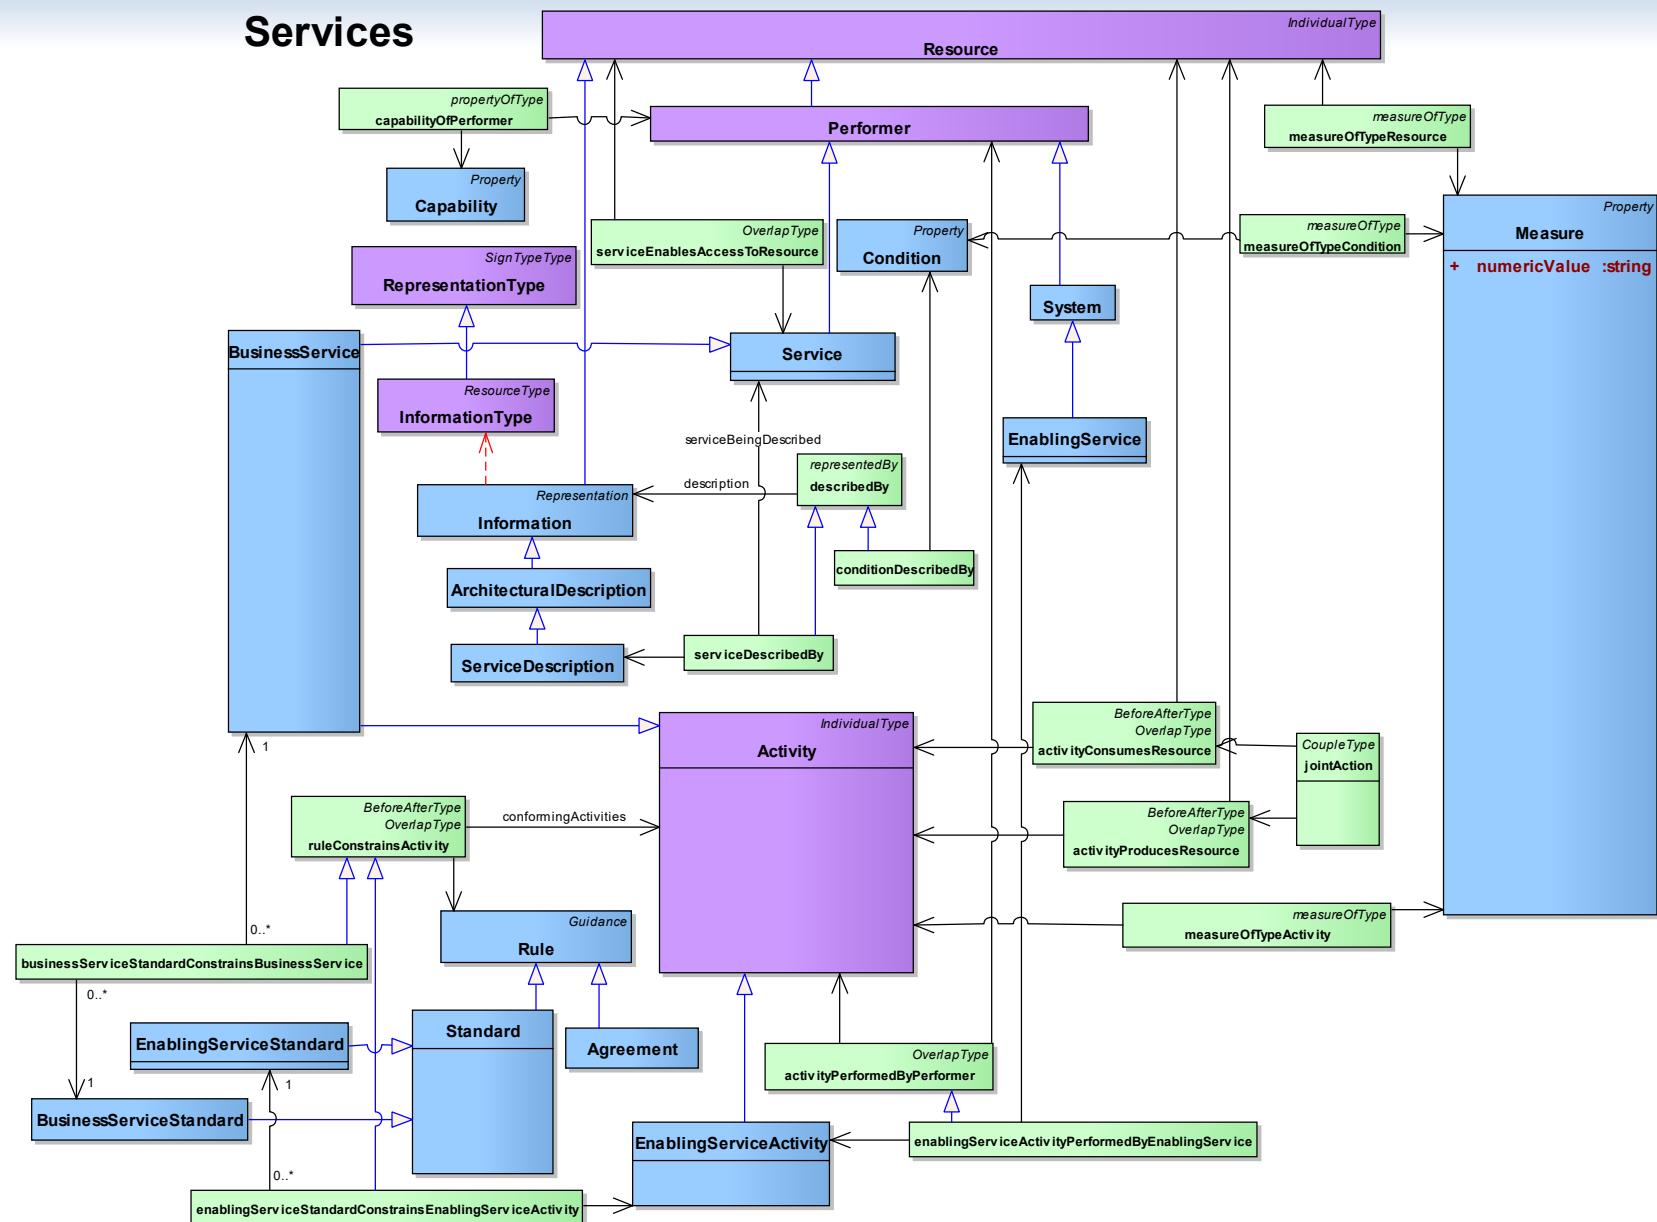 Services
IndividualType
Resource
propertyOfType
capabilityOfPerformer
Performer
measureOfType
measureOfTypeResource
Property
Capability
OverlapType
serviceEnablesAccessToResource
Property
Condition
measureOfType
measureOfTypeCondition
Property
Measure
+ numericValue :string
SignTypeType
RepresentationType
System
BusinessService
Service
ResourceType
InformationType
EnablingService
serviceBeingDescribed
representedBy
describedBy
description
Representation
Information
conditionDescribedBy
ArchitecturalDescription
serviceDescribedBy
ServiceDescription
IndividualType
Activity
BeforeAfterType
OverlapType
activityConsumesResource
CoupleType
jointAction
1
BeforeAfterType
OverlapType
ruleConstrainsActivity
conformingActivities
BeforeAfterType
OverlapType
activityProducesResource
measureOfType
measureOfTypeActivity
Guidance
Rule
0..*
businessServiceStandardConstrainsBusinessService
0..*
EnablingServiceStandard
Standard
Agreement
OverlapType
activityPerformedByPerformer
1
1
BusinessServiceStandard
EnablingServiceActivity
enablingServiceActivityPerformedByEnablingService
0..*
enablingServiceStandardConstrainsEnablingServiceActivity